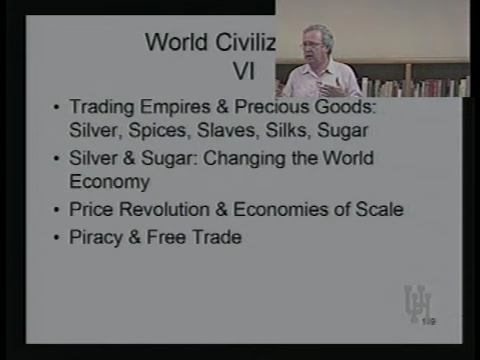 World Civiliz
VI
• Trading Empires & Precious Goods:
Silver, Spices, Slaves, Silks, Sugar
• Silver & Sugar: Changing the World
Economy
• Price Revolution & Economies of Scale
• Piracy & Free Trade
UH